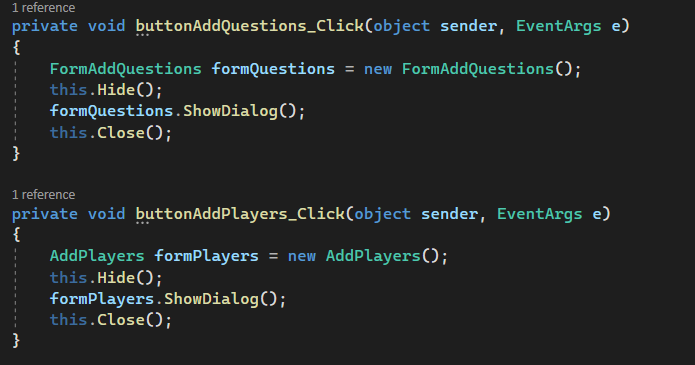 1 reference
private void buttonAddQuestions_Click(object sender, EventArgs e)
{
    FormAddQuestions formQuestions = new FormAddQuestions();
    this.Hide();
    formQuestions.ShowDialog();
    this.Close();
}
1 reference
private void buttonAddPlayers_Click(object sender, EventArgs e)
{
    AddPlayers formPlayers = new AddPlayers();
    this.Hide();
    formPlayers.ShowDialog();
    this.Close();
}